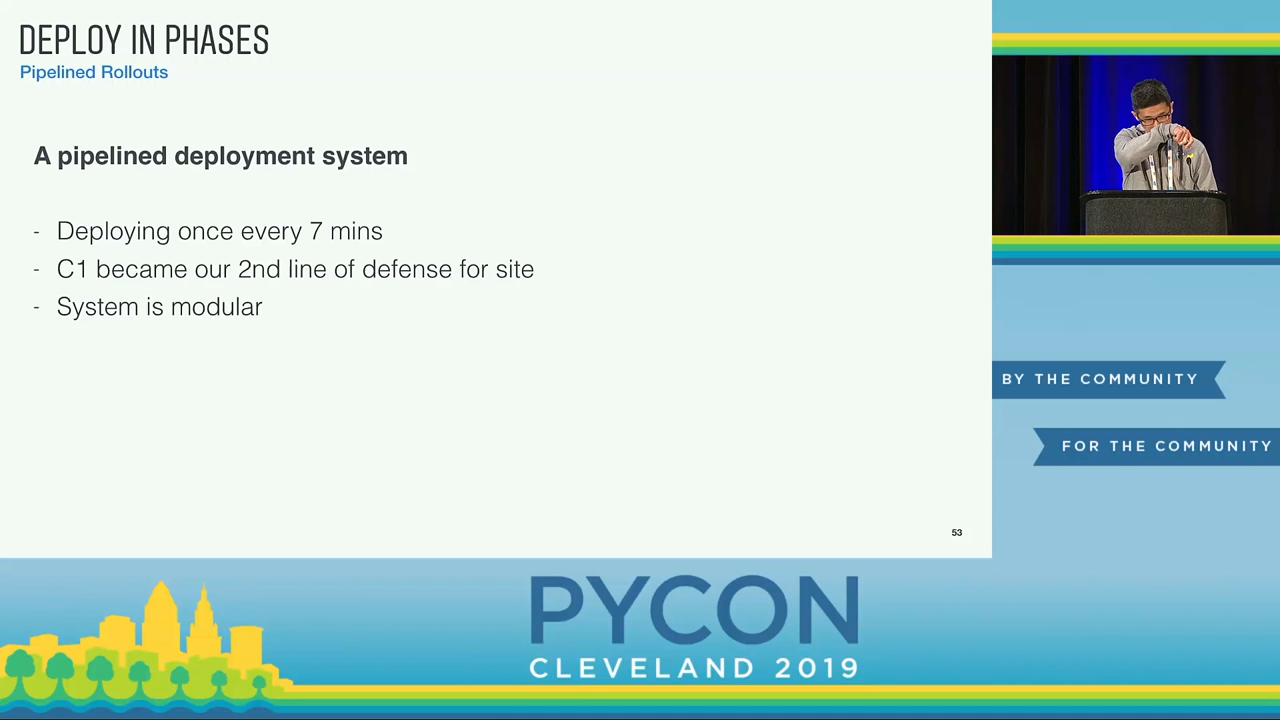 DEPLOY IN PHASES
Pipelined Rollouts
A pipelined deployment system
- Deploying once every 7 mins
- C1 became our 2nd line of defense for site
- System is modular
53
BY THE COMMUNITY
FOR THE COMMUNITY
PYCON
CLEVELAND 2019